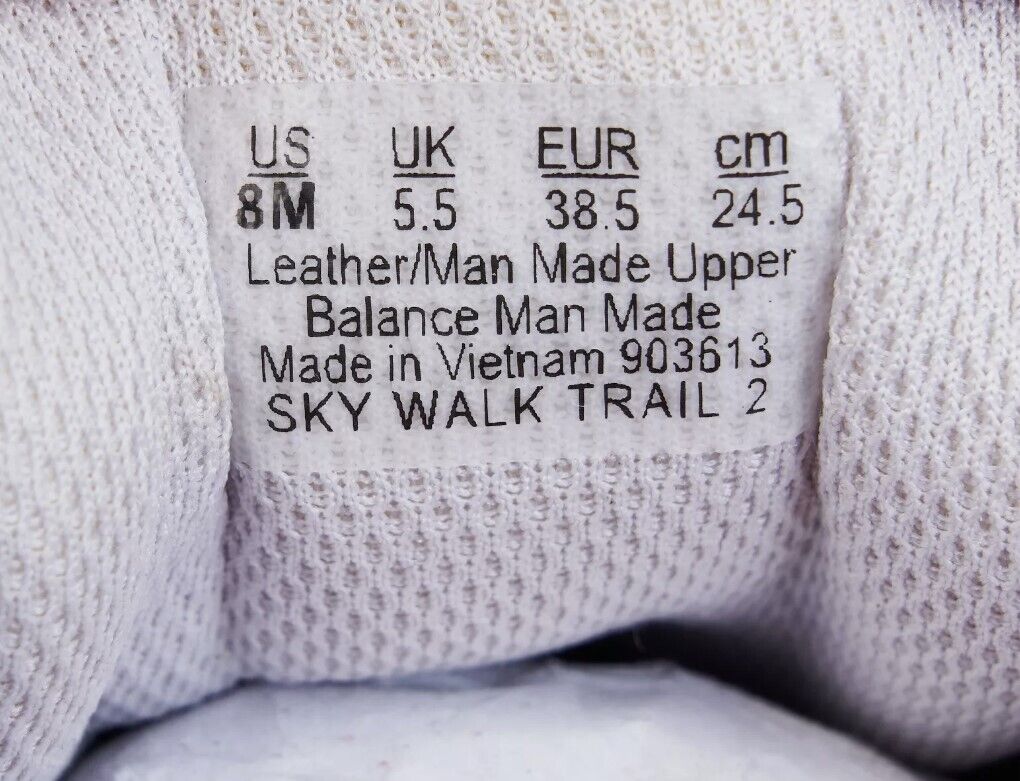 US UK EUR cm
8M 5.5 38.5 24.5
Leather/Man Made Upper
Balance Man Made
Made in Vietnam 903613
SKY WALK TRAIL 2